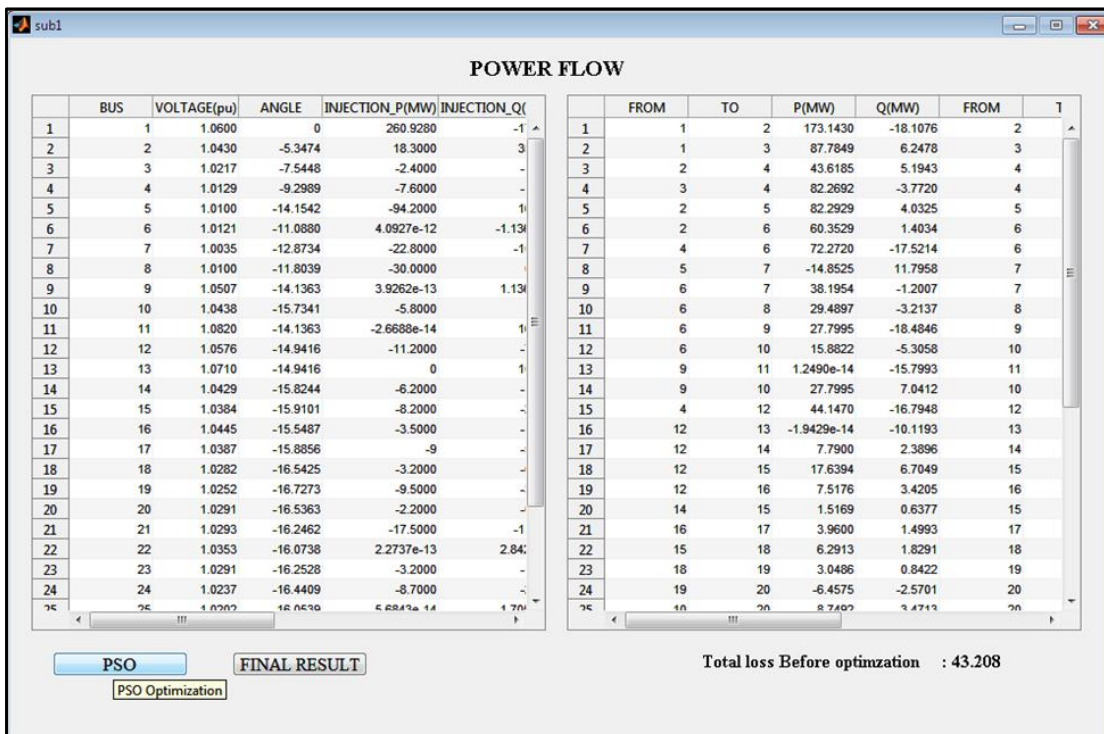 sub1
POWER FLOW
BUS VOLTAGE(pu) ANGLE INJECTION_P(MW) INJECTION_Q(
1 1 1.0600 0 260.9280
2 2 1.0430 -5.3474 18.3000
3 3 1.0217 -7.5448 -2.4000
4 4 1.0129 -9.2989 -7.6000
5 5 1.0100 -14.1542 -94.2000
6 6 1.0121 -11.0880 4.0927e-12
7 7 1.0035 -12.8734 -22.8000
8 8 1.0100 -11.8039 -30.0000
9 9 1.0507 -14.1363 3.9262e-13
10 10 1.0438 -15.7341 -5.8000
11 11 1.0820 -14.1363 -2.6688e-14
12 12 1.0576 -14.9416 -11.2000
13 13 1.0710 -14.9416 0
14 14 1.0429 -15.8244 -6.2000
15 15 1.0384 -15.9101 -8.2000
16 16 1.0445 -15.5487 -3.5000
17 17 1.0387 -15.8856 -9
18 18 1.0282 -16.5425 -3.2000
19 19 1.0252 -16.7273 -9.5000
20 20 1.0291 -16.5363 -2.2000
21 21 1.0293 -16.2462 -17.5000
22 22 1.0353 -16.0738 2.2737e-13
23 23 1.0291 -16.2528 -3.2000
24 24 1.0237 -16.4409 -8.7000
25 25 1.0202 16.0539
FROM TO P(MW) Q(MW) FROM
1 1 2 173.1430 -18.1076 2
2 1 3 87.7849 6.2478 3
3 2 4 43.6185 5.1943 4
4 3 4 82.2692 -3.7720 4
5 2 5 82.2929 4.0325 5
6 2 6 60.3529 1.4034 6
7 4 6 72.2720 -17.5214 6
8 5 7 -14.8525 11.7958 7
9 6 7 38.1954 -1.2007 7
10 6 8 29.4897 -3.2137 8
11 6 9 27.7995 -18.4846 9
12 6 10 15.8822 -5.3058 10
13 9 11 1.2490e-14 -15.7993 11
14 9 10 27.7995 7.0412 10
15 4 12 44.1470 -16.7948 12
16 12 13 -1.9429e-14 -10.1193 13
17 12 14 7.7900 2.3896 14
18 12 15 17.6394 6.7049 15
19 12 16 7.5176 3.4205 16
20 14 15 1.5169 0.6377 15
21 16 17 3.9600 1.4993 17
22 15 18 6.2913 1.8291 18
23 18 19 3.0486 0.8422 19
24 19 20 -6.4575 -2.5701 20
25 10 20 8.7492 3.4713 20
PSO
FINAL RESULT
Total loss Before optimzation : 43.208
PSO Optimization